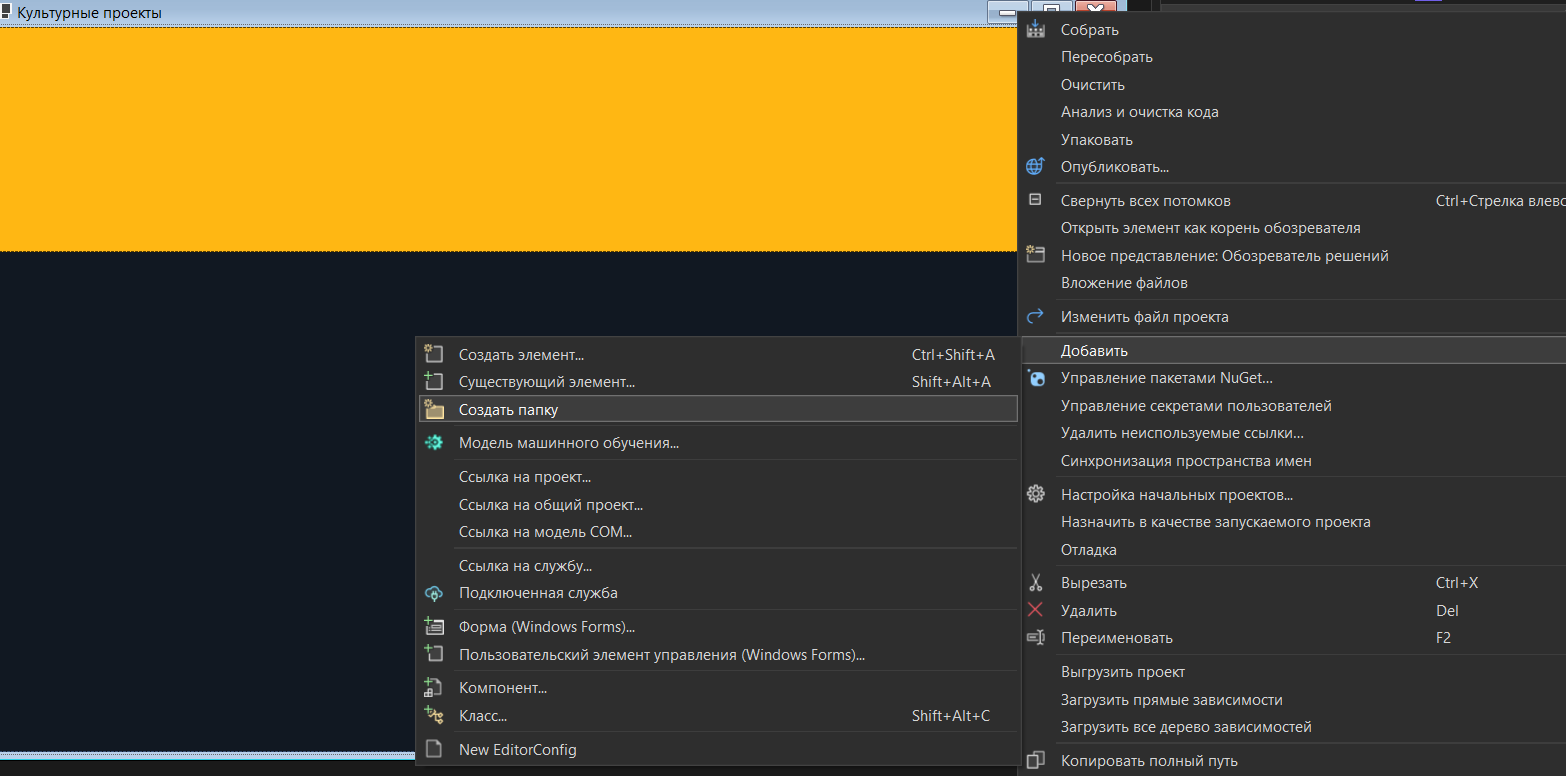 Культурные проекты
Собрать
Пересобрать
Очистить
Анализ и очистка кода
Упаковать
Опубликовать...
Свернуть всех потомков Ctrl+Стрелка влево
Открыть элемент как корень обозревателя
Новое представление: Обозреватель решений
Вложение файлов
Изменить файл проекта
Добавить
Управление пакетами NuGet...
Управление секретами пользователей
Удалить неиспользуемые ссылки...
Синхронизация пространства имен
Настройка начальных проектов...
Назначить в качестве запускаемого проекта
Отладка
Вырезать Ctrl+X
Удалить Del
Переименовать F2
Выгрузить проект
Загрузить прямые зависимости
Загрузить все дерево зависимостей
Копировать полный путь
Создать элемент... Ctrl+Shift+A
Существующий элемент... Shift+Alt+A
Создать папку
Модель машинного обучения...
Ссылка на проект...
Ссылка на общий проект...
Ссылка на модель COM...
Ссылка на службу...
Подключенная служба
Форма (Windows Forms)...
Пользовательский элемент управления (Windows Forms)...
Компонент...
Класс... Shift+Alt+C
New EditorConfig